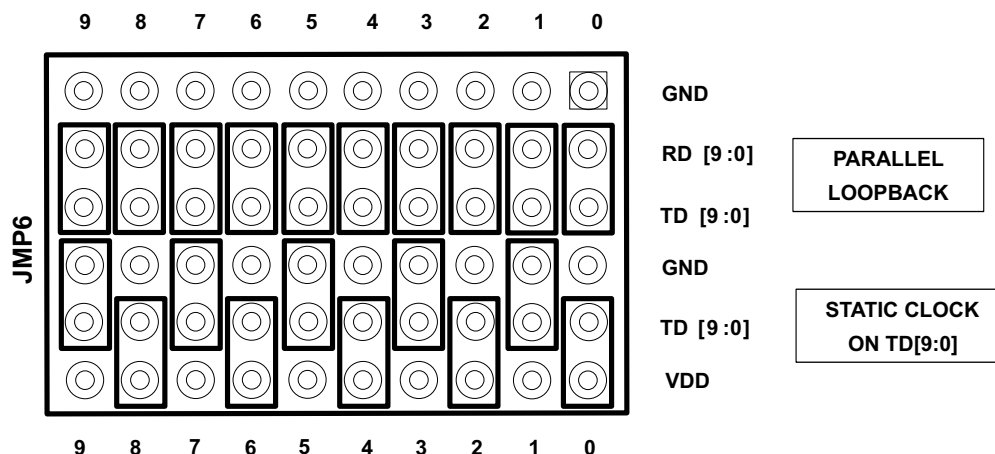 9 8 7 6 5 4 3 2 1 0
GND
RD [9:0]
TD [9:0]
GND
TD [9:0]
VDD
PARALLEL
LOOPBACK
STATIC CLOCK
ON TD[9:0]
JMP6
9 8 7 6 5 4 3 2 1 0